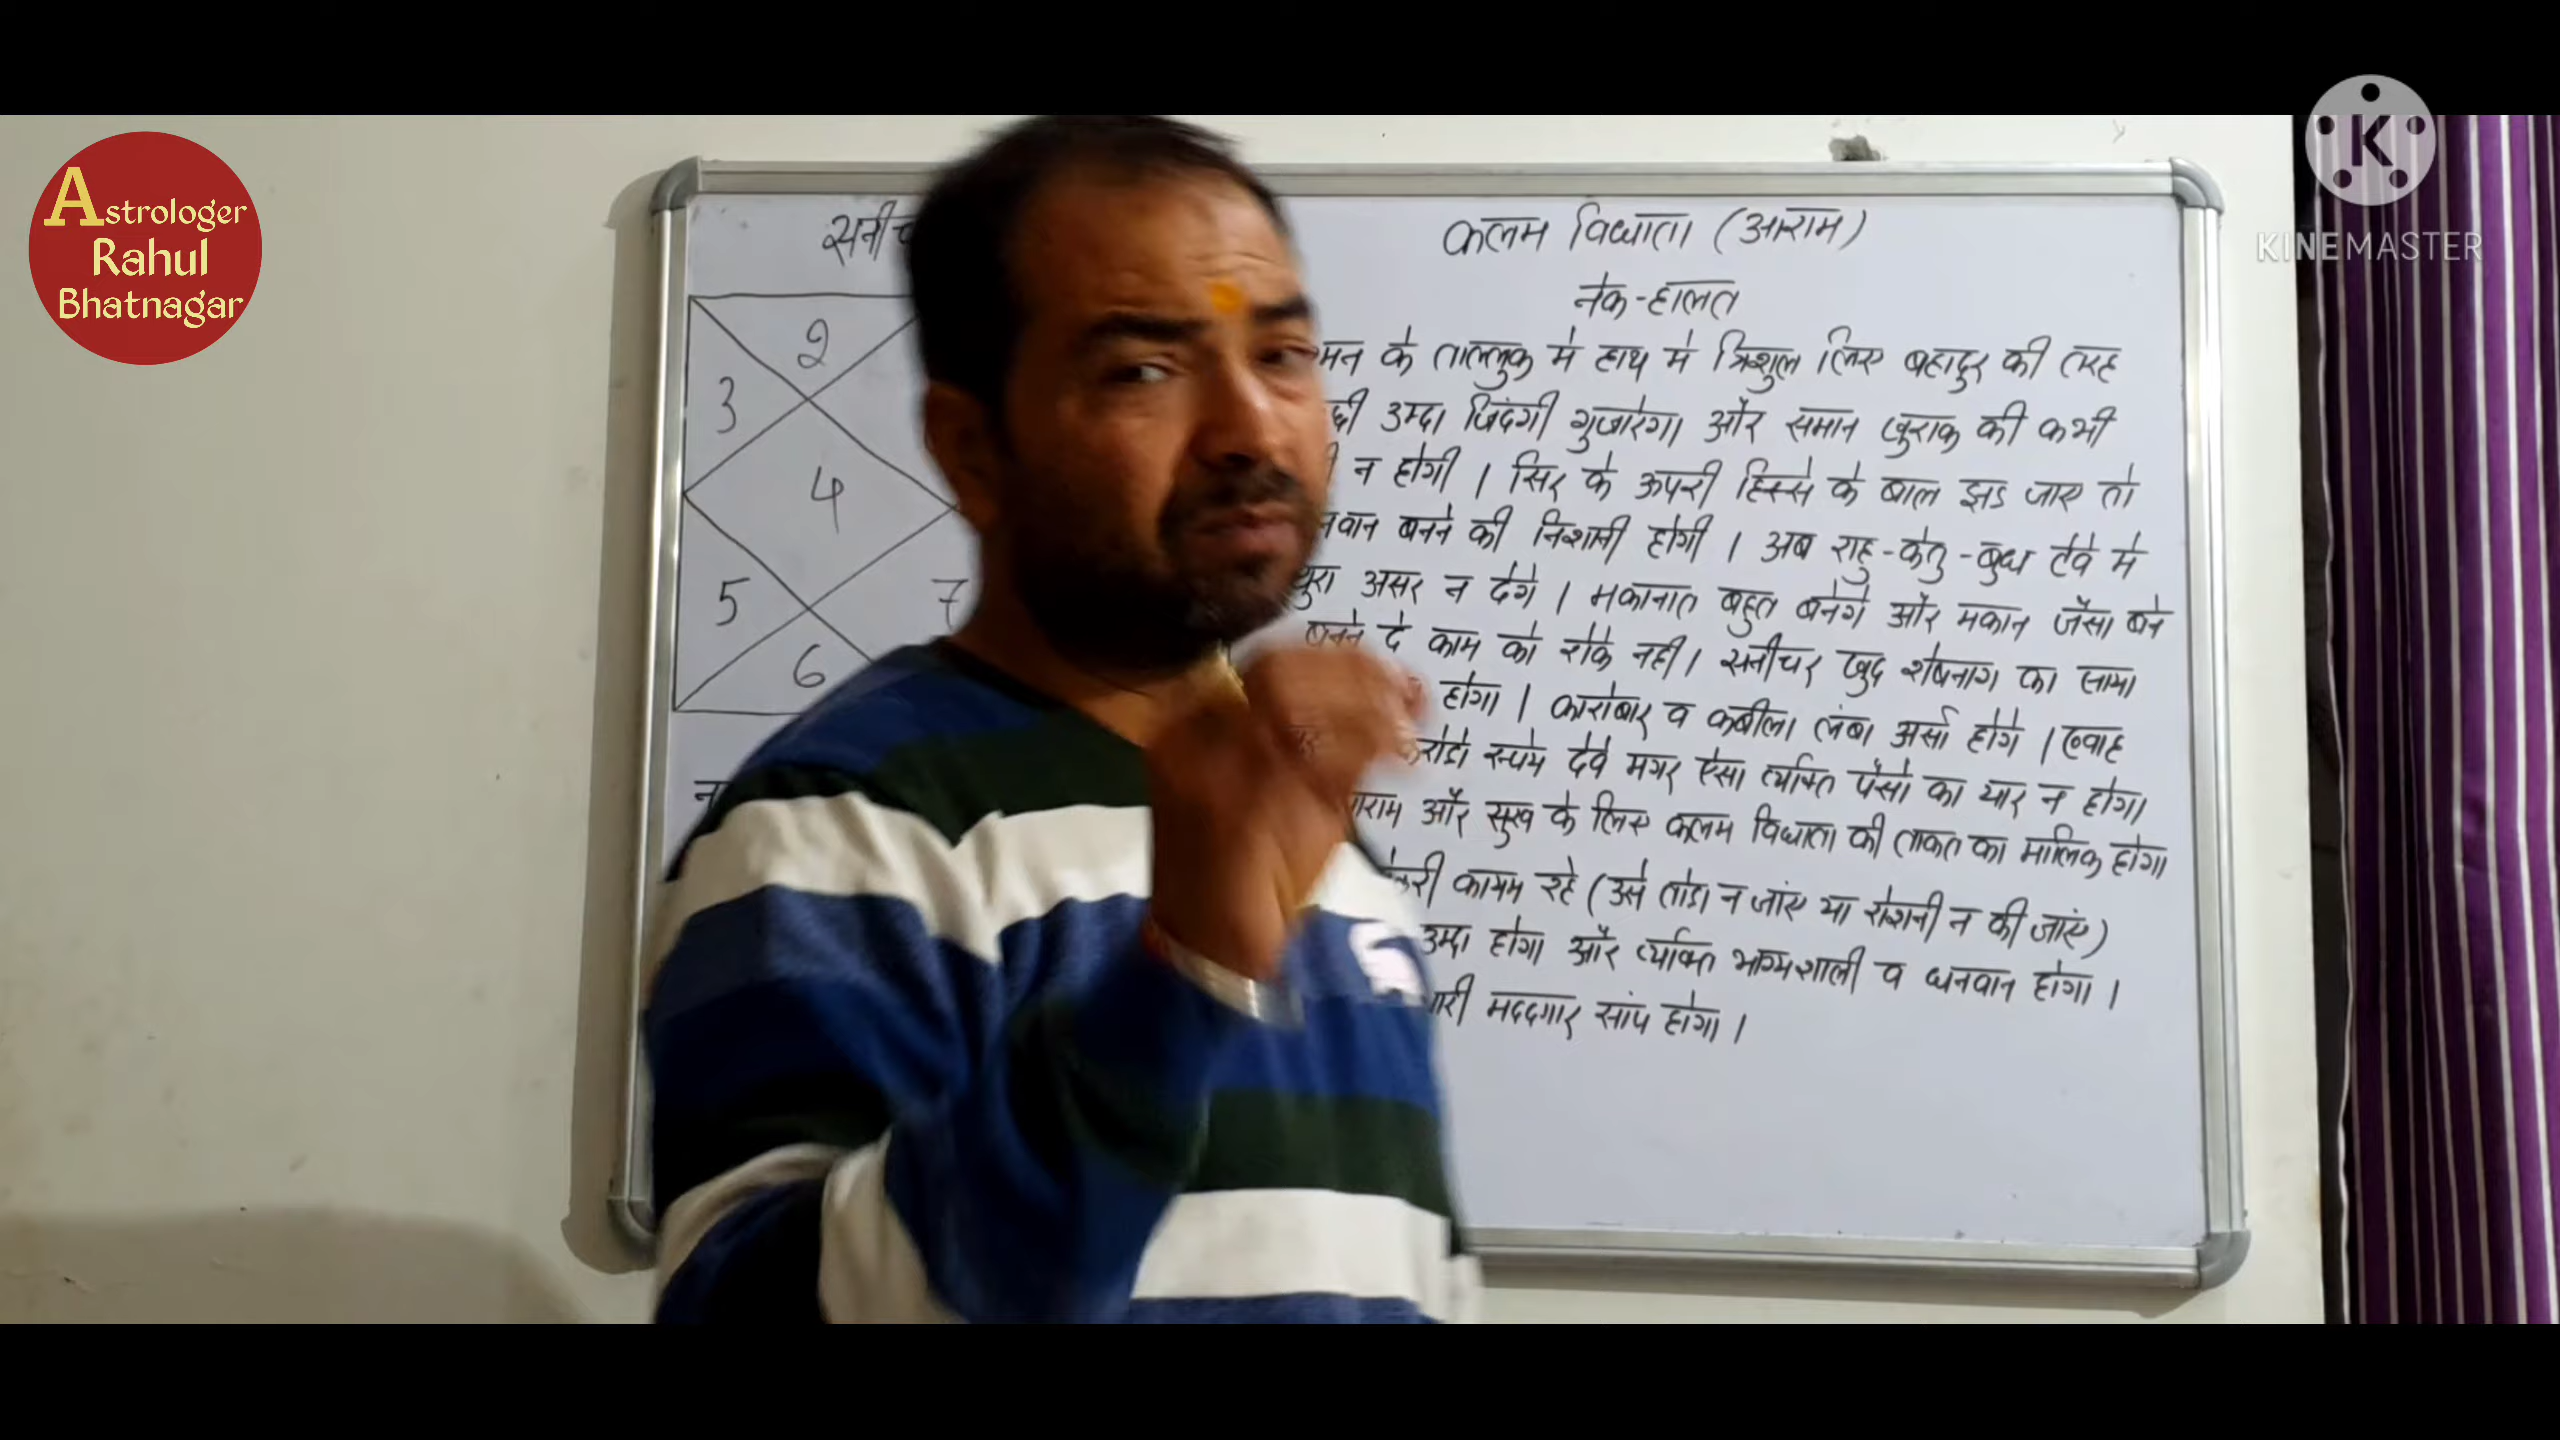 Astrologer
Rahul
Bhatnagar
K
KINEMASTER
कलम विधाता (आराम)
नेक-हालत
के ताल्लुक मे हाथ मे त्रिशुल लिए बहादुर की तरह
उम्दा जिंदगी गुजारेगा और समान खुराक की कभी
न होगी । सिर के ऊपरी हिस्से के बाल झड जाए तो
बनने की निशानी होगी । अब राहु-केतु-बुध टेवे मे
असर न देगे । मकानात बहुत बनेगे और मकान जैसा बने
बनने दे काम को रोके नही । सनीचर खुद शेषनाग का साया
होगा । कारोबार व कबीला लंबा अर्सा होगे । ख्वाह
रूपये देवे मगर ऐसा व्यक्ति पैसो का यार न होगा
और सुख के लिए कलम विधाता की ताकत का मालिक होगा
कायम रहे (उसे तोडा न जांए या रोशनी न की जांए)
उम्दा होगा और व्यक्ति भाग्यशाली व धनवान होगा ।
मददगार सांप होगा ।
2
3
4
5
7
6